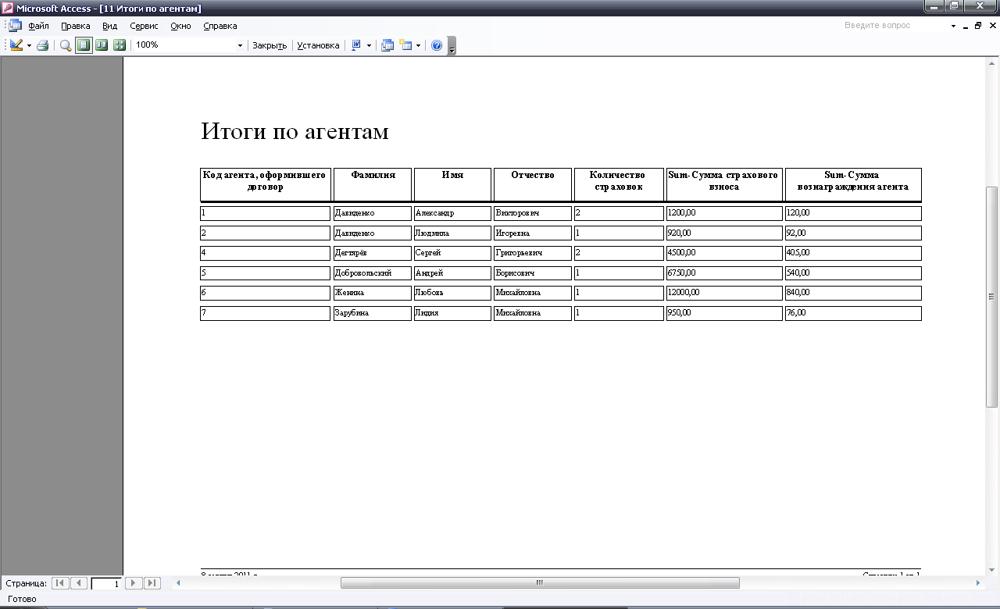 Microsoft Access - [11 Итоги по агентам]
Файл Правка Вид Сервис Окно Справка Введите вопрос
100% Закрыть Установка
Итоги по агентам
Код агента, оформившего договор Фамилия Имя Отчество Количество страховок Sum-Сумма страхового взноса Sum-Сумма вознаграждения агента
1 Давиденко Александр Викторович 2 1200,00 120,00
2 Давиденко Людмила Игоревна 1 920,00 92,00
4 Дегтярёв Сергей Григорьевич 2 4500,00 405,00
5 Добровольский Андрей Борисович 1 6750,00 540,00
6 Женина Любовь Михайловна 1 12000,00 840,00
7 Зарубина Лидия Михайловна 1 950,00 76,00
Страница: 1
Готово